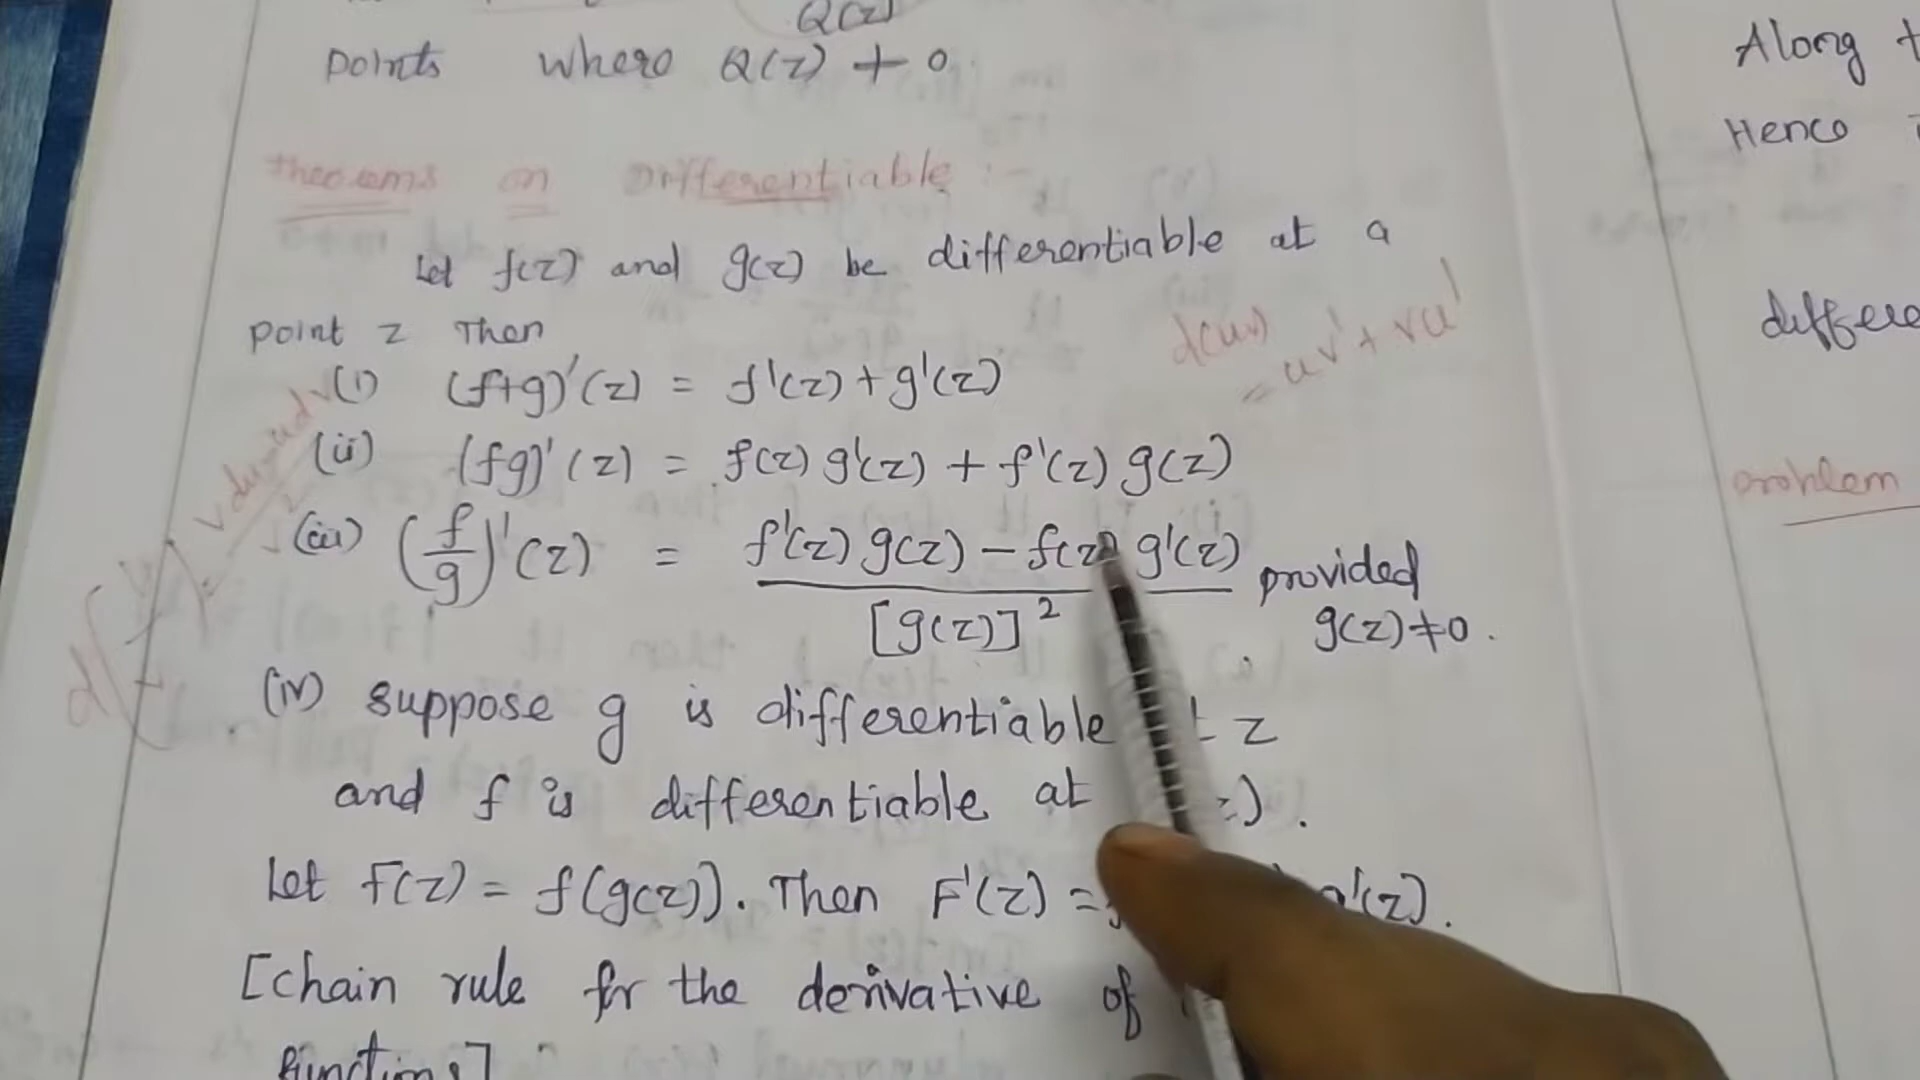 Q(z)
points where Q(z) ≠ 0.
Theorems on Differentiable :-
Let f(z) and g(z) be differentiable at a
point z Then
d(uv)
= uv' + vu'
(i) (f+g)'(z) = f'(z) + g'(z)
(ii) (fg)'(z) = f(z) g'(z) + f'(z) g(z)
(iii) (f/g)'(z) = f'(z) g(z) - f(z) g'(z) / [g(z)]² provided
g(z) ≠ 0.
(iv) suppose g is differentiable z
and f is differentiable at
Let F(z) = f(g(z)). Then F'(z) = g'(z).
[chain rule for the derivative of
functions]
Along
Hence
differe
problem